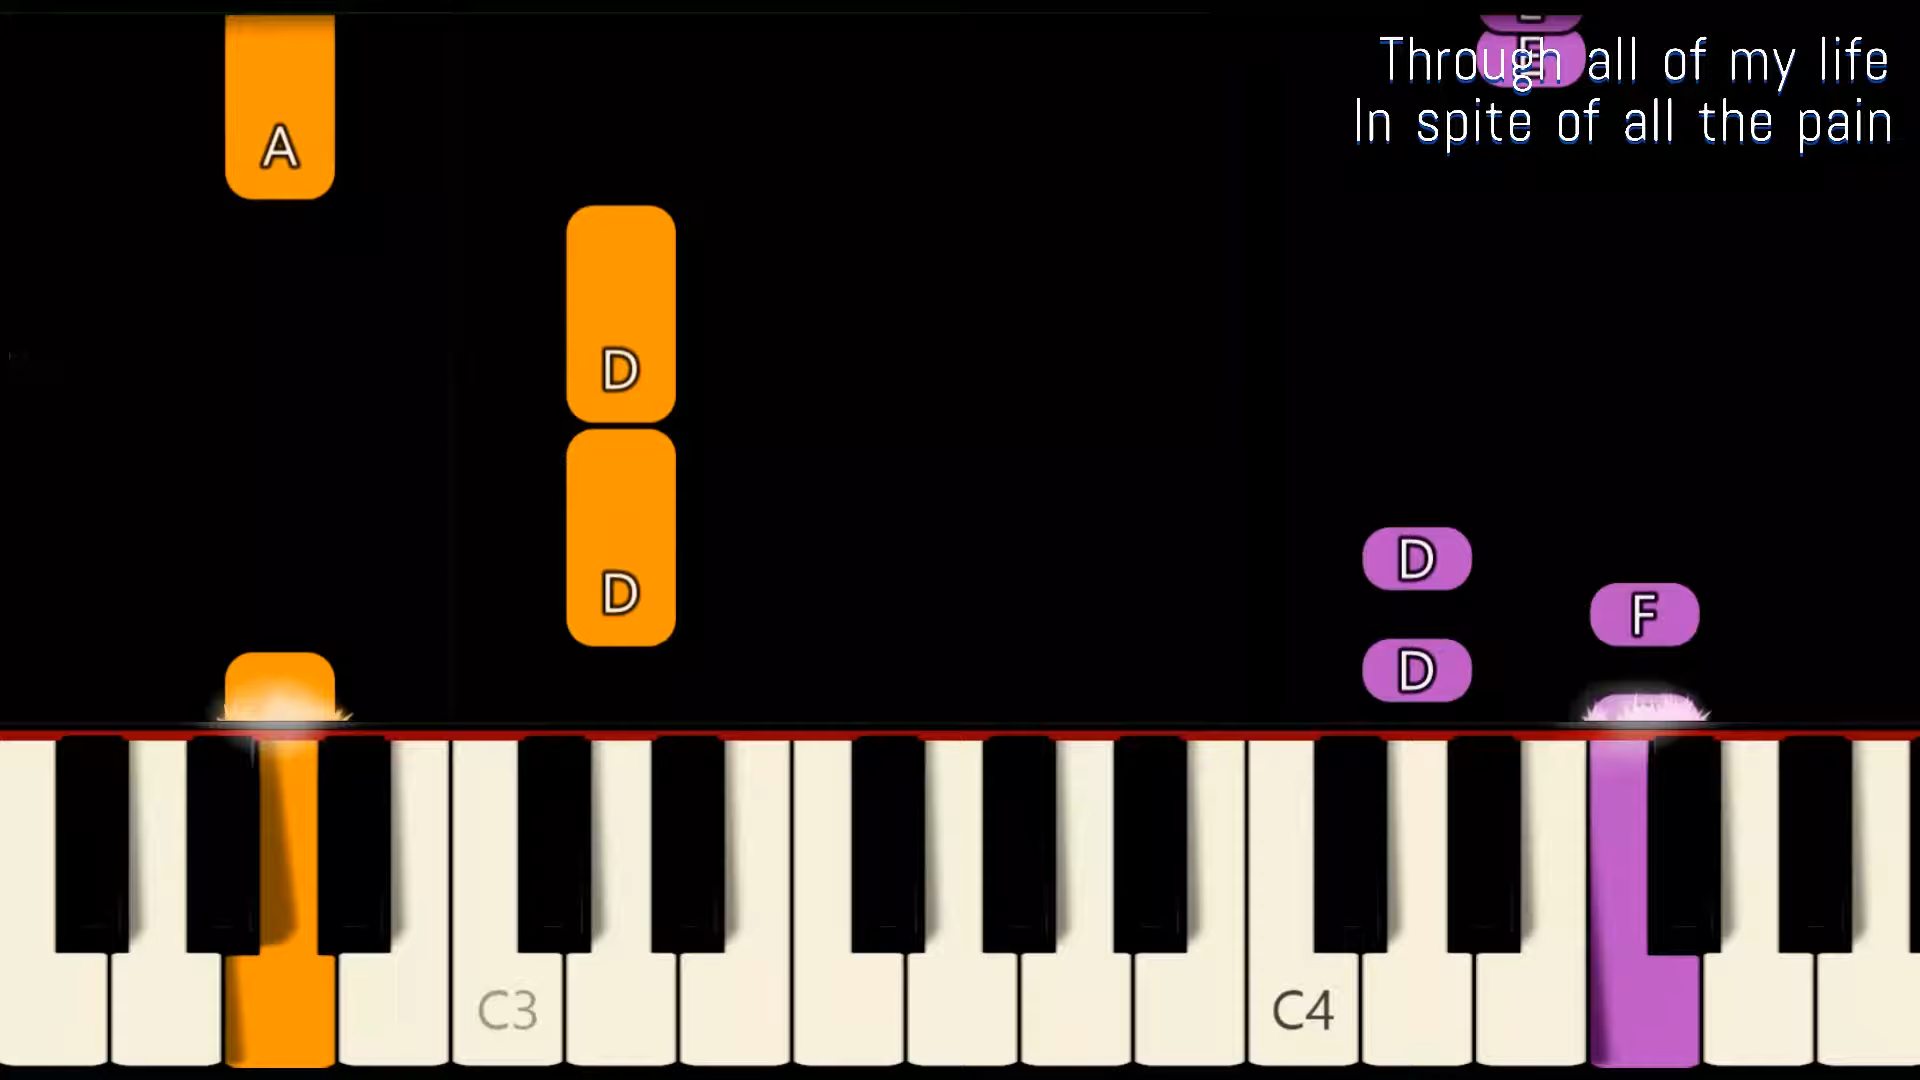 Through all of my life
In spite of all the pain
E
A
D
D
D
F
D
C3
C4